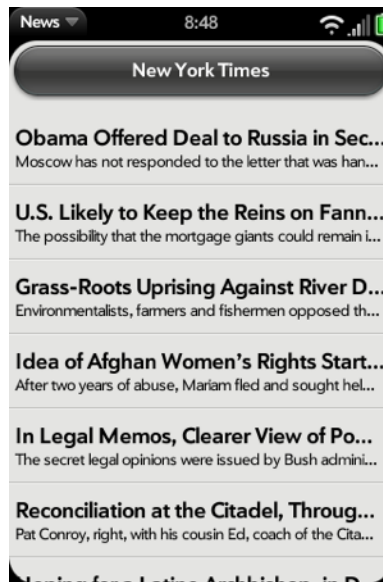 News
8:48
New York Times
Obama Offered Deal to Russia in Sec...
Moscow has not responded to the letter that was han...
U.S. Likely to Keep the Reins on Fann...
The possibility that the mortgage giants could remain i...
Grass-Roots Uprising Against River D...
Environmentalists, farmers and fishermen opposed th...
Idea of Afghan Women's Rights Start...
After two years of abuse, Mariam fled and sought hel...
In Legal Memos, Clearer View of Po...
The secret legal opinions were issued by Bush admini...
Reconciliation at the Citadel, Throug...
Pat Conroy, right, with his cousin Ed, coach of the Cita...
for a Latino Archbishop, in D...